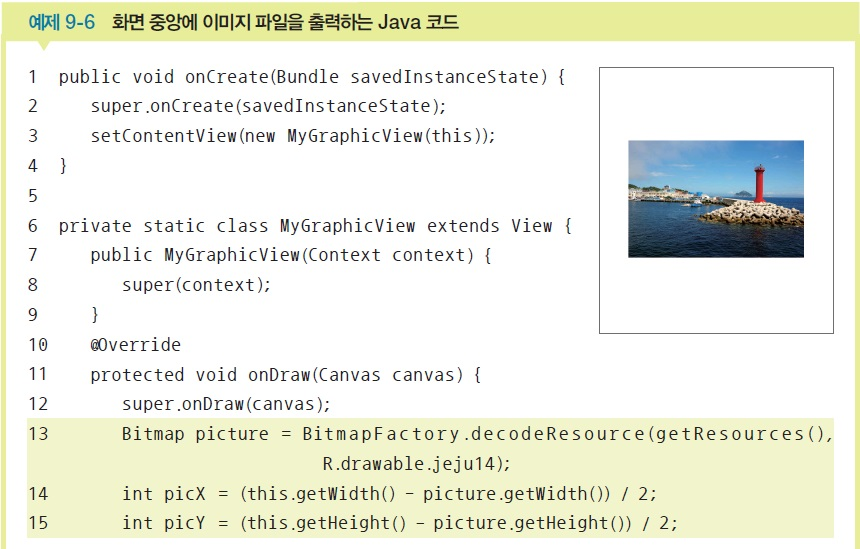 예제 9-6 화면 중앙에 이미지 파일을 출력하는 Java 코드
1 public void onCreate(Bundle savedInstanceState) {
2 super.onCreate(savedInstanceState);
3 setContentView(new MyGraphicView(this));
4 }
5
6 private static class MyGraphicView extends View {
7 public MyGraphicView(Context context) {
8 super(context);
9 }
10 @Override
11 protected void onDraw(Canvas canvas) {
12 super.onDraw(canvas);
13 Bitmap picture = BitmapFactory.decodeResource(getResources(),
R.drawable.jeju14);
14 int picX = (this.getWidth() - picture.getWidth()) / 2;
15 int picY = (this.getHeight() - picture.getHeight()) / 2;